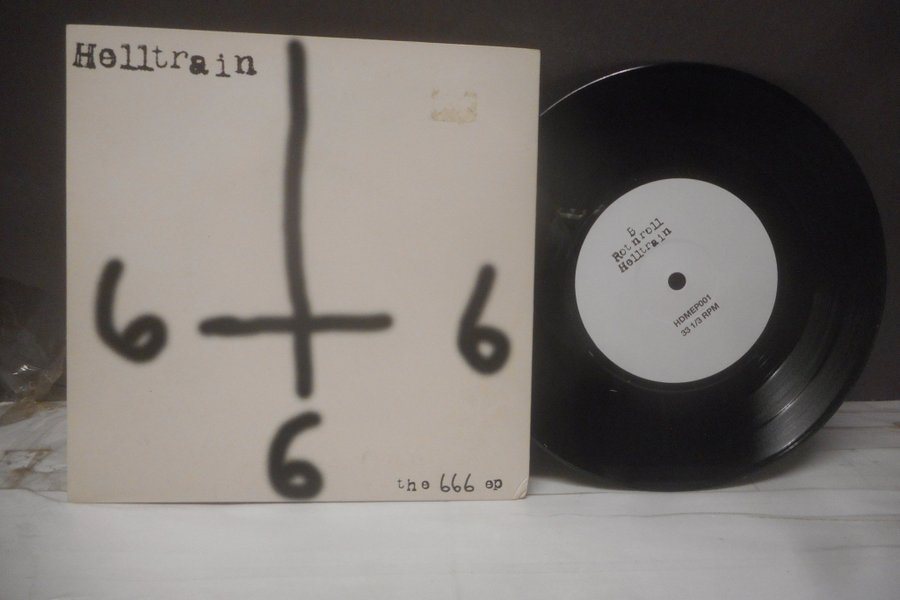 Helltrain
6
6
6
the 666 ep
B
Rotnroll
Helltrain
HDMEP001
33 1/3 RPM